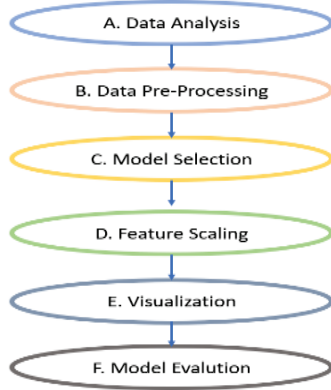 A. Data Analysis
B. Data Pre-Processing
C. Model Selection
D. Feature Scaling
E. Visualization
F. Model Evalution